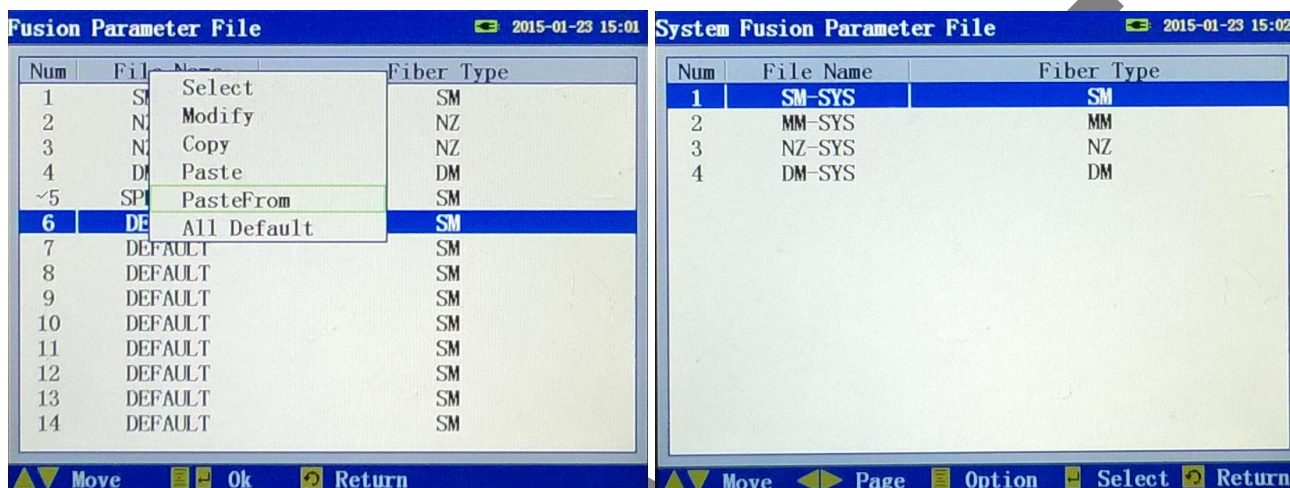 Fusion Parameter File 2015-01-23 15:01
Num Fiber Type
Select
Modify
Copy
Paste
PasteFrom
All Default
1 SM
2 NZ
3 NZ
4 DM
✓5 SM
6 SM
7 DEFAULT SM
8 DEFAULT SM
9 DEFAULT SM
10 DEFAULT SM
11 DEFAULT SM
12 DEFAULT SM
13 DEFAULT SM
14 DEFAULT SM
Move Ok Return
System Fusion Parameter File 2015-01-23 15:02
Num File Name Fiber Type
1 SM-SYS SM
2 MM-SYS MM
3 NZ-SYS NZ
4 DM-SYS DM
Move Page Option Select Return